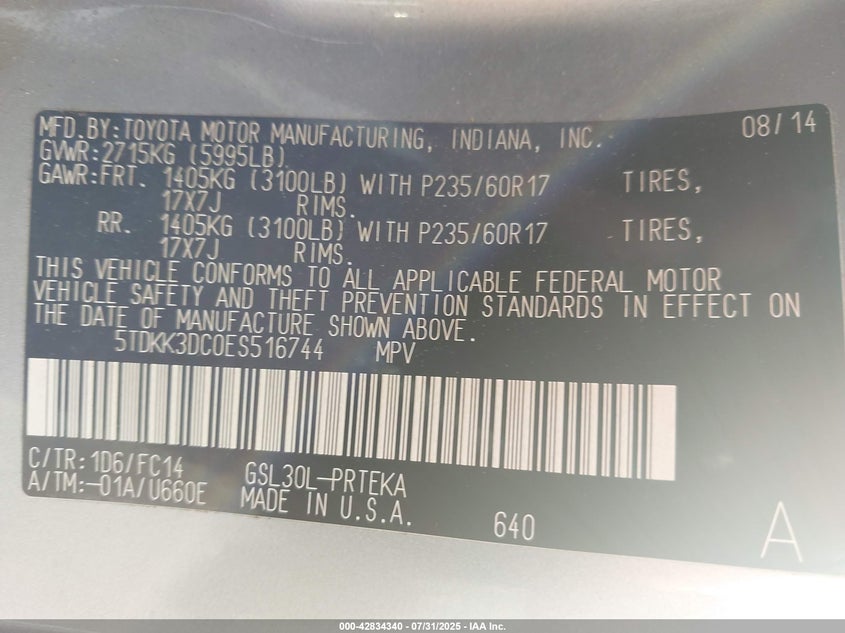 MFD.BY:TOYOTA MOTOR MANUFACTURING, INDIANA, INC. 08/14
GVWR:2715KG (5995LB)
GAWR:FRT. 1405KG (3100LB) WITH P235/60R17 TIRES,
17X7J RIMS.
RR. 1405KG (3100LB) WITH P235/60R17 TIRES,
17X7J RIMS.
THIS VEHICLE CONFORMS TO ALL APPLICABLE FEDERAL MOTOR
VEHICLE SAFETY AND THEFT PREVENTION STANDARDS IN EFFECT ON
THE DATE OF MANUFACTURE SHOWN ABOVE.
5TDKK3DC0ES516744 MPV
C/TR:1D6/FC14 GSL30L-PRTEKA
A/TM:-01A/U660E MADE IN U.S.A. 640 A
000-42834340 - 07/31/2025 - IAA Inc.